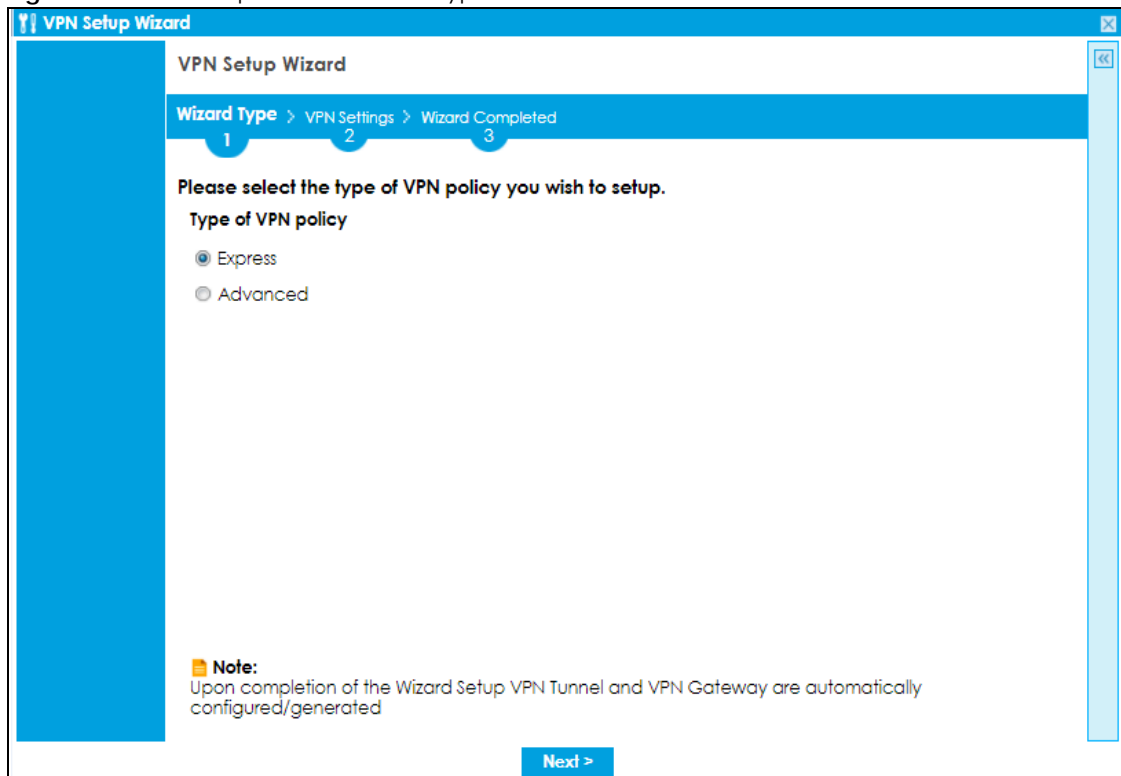 VPN Setup Wizard
VPN Setup Wizard
Wizard Type > VPN Settings > Wizard Completed
1 2 3
Please select the type of VPN policy you wish to setup.
Type of VPN policy
Express
Advanced
Note:
Upon completion of the Wizard Setup VPN Tunnel and VPN Gateway are automatically
configured/generated
Next >